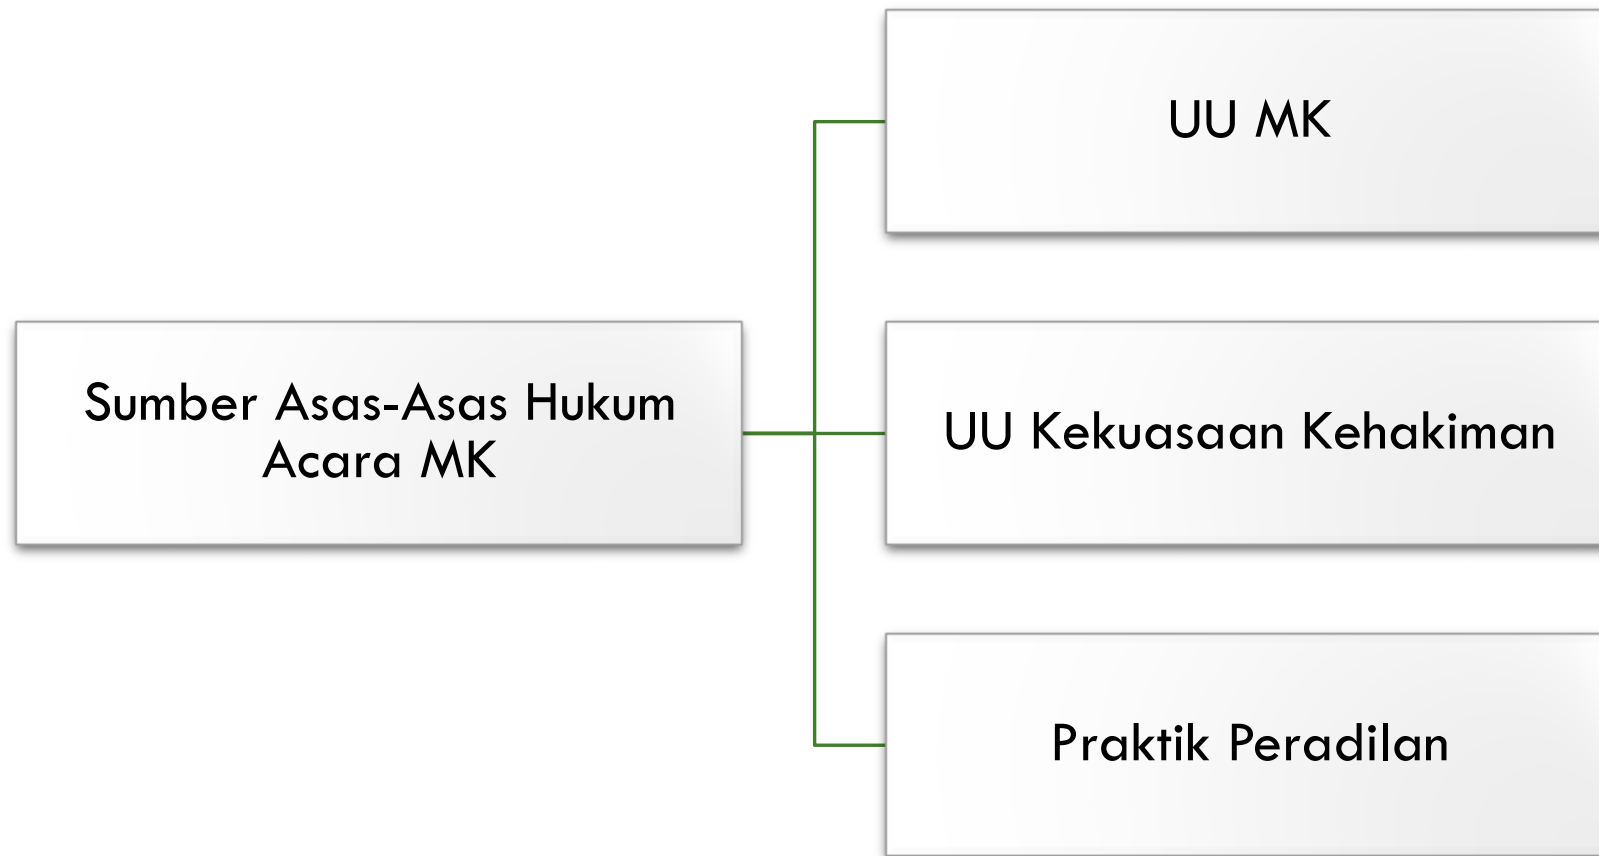 Sumber Asas-Asas Hukum
Acara MK
UU MK
UU Kekuasaan Kehakiman
Praktik Peradilan